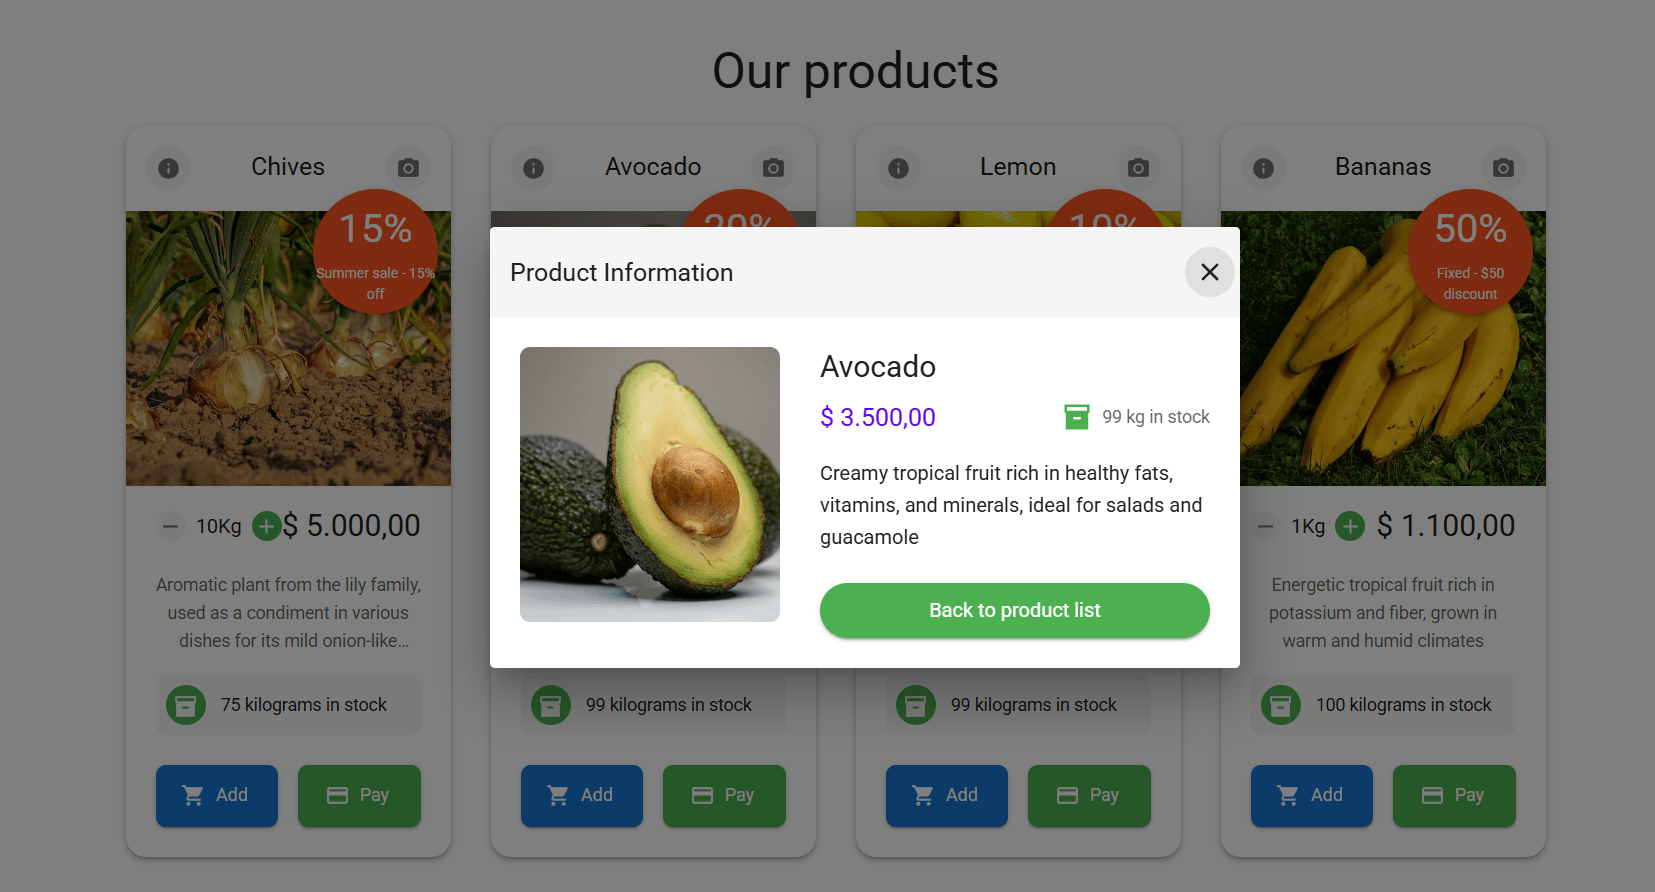 Our products
Chives
Avocado
Lemon
Bananas
15%
Summer sale - 15%
off
20%
10%
50%
Fixed - $50
discount
Product Information
Avocado
$ 3.500,00
99 kg in stock
Creamy tropical fruit rich in healthy fats,
vitamins, and minerals, ideal for salads and
guacamole
Back to product list
10Kg
$ 5.000,00
Aromatic plant from the lily family,
used as a condiment in various
dishes for its mild onion-like...
1Kg
$ 1.100,00
Energetic tropical fruit rich in
potassium and fiber, grown in
warm and humid climates
75 kilograms in stock
99 kilograms in stock
99 kilograms in stock
100 kilograms in stock
Add
Pay
Add
Pay
Add
Pay
Add
Pay